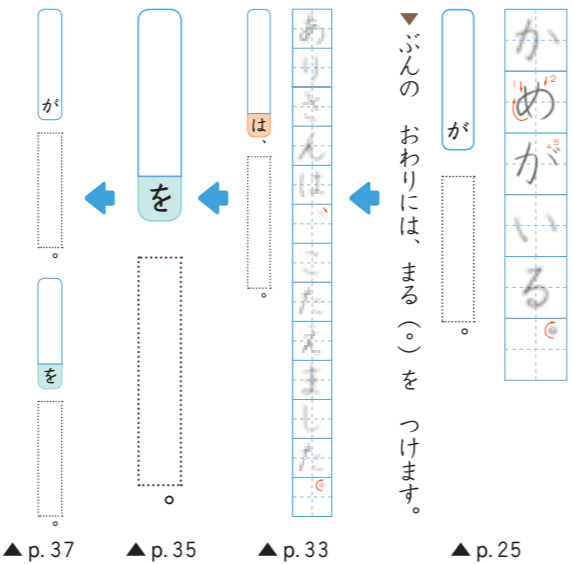 かめがいる。
が 。
▼ぶんの おわりには、まる（。）を つけます。
ありさんは、こたえました。
は、 。
を 。
が 。
を 。
▲ p. 25
▲ p. 33
▲ p. 35
▲ p. 37